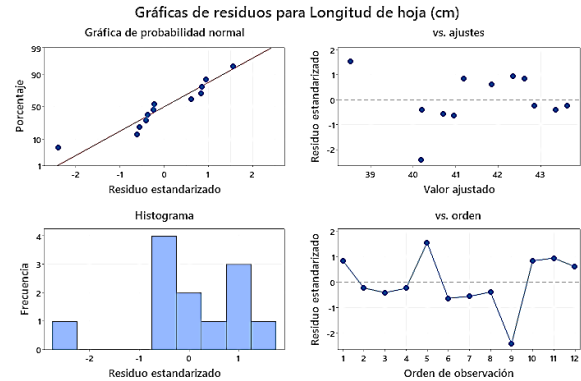 Gráficas de residuos para Longitud de hoja (cm)
Gráfica de probabilidad normal
99
90
50
10
1
Porcentaje
-2 -1 0 1 2
Residuo estandarizado
vs. ajustes
2
1
0
-1
-2
Residuo estandarizado
39 40 41 42 43
Valor ajustado
Histograma
4
3
2
1
0
Frecuencia
-2 -1 0 1
Residuo estandarizado
vs. orden
2
1
0
-1
-2
Residuo estandarizado
1 2 3 4 5 6 7 8 9 10 11 12
Orden de observación